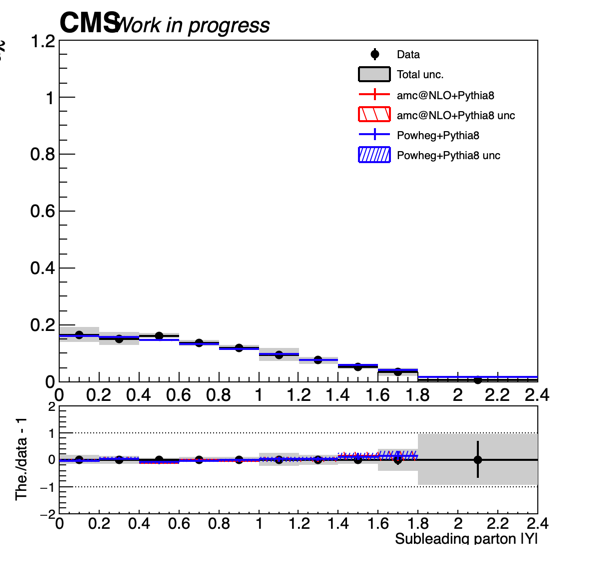 CMS Work in progress
1.2
1
0.8
0.6
0.4
0.2
0
Data
Total unc.
amc@NLO+Pythia8
amc@NLO+Pythia8 unc
Powheg+Pythia8
Powheg+Pythia8 unc
0 0.2 0.4 0.6 0.8 1 1.2 1.4 1.6 1.8 2 2.2 2.4
The./data - 1
2
1
0
−1
−2
0 0.2 0.4 0.6 0.8 1 1.2 1.4 1.6 1.8 2 2.2 2.4
Subleading parton |Y|